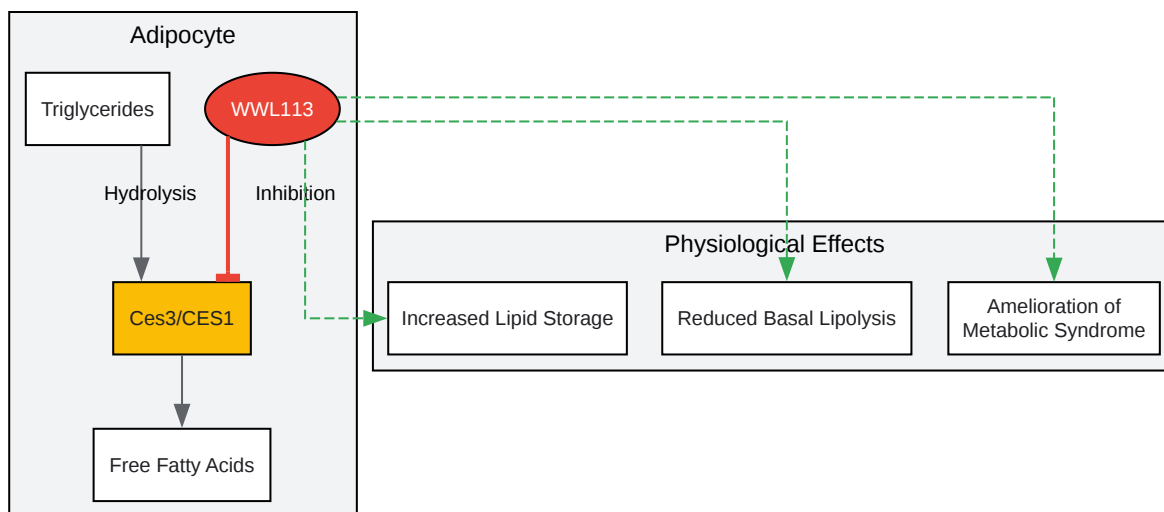 Adipocyte
Triglycerides
WWL113
Hydrolysis
Inhibition
Physiological Effects
Ces3/CES1
Increased Lipid Storage
Reduced Basal Lipolysis
Amelioration of
Metabolic Syndrome
Free Fatty Acids